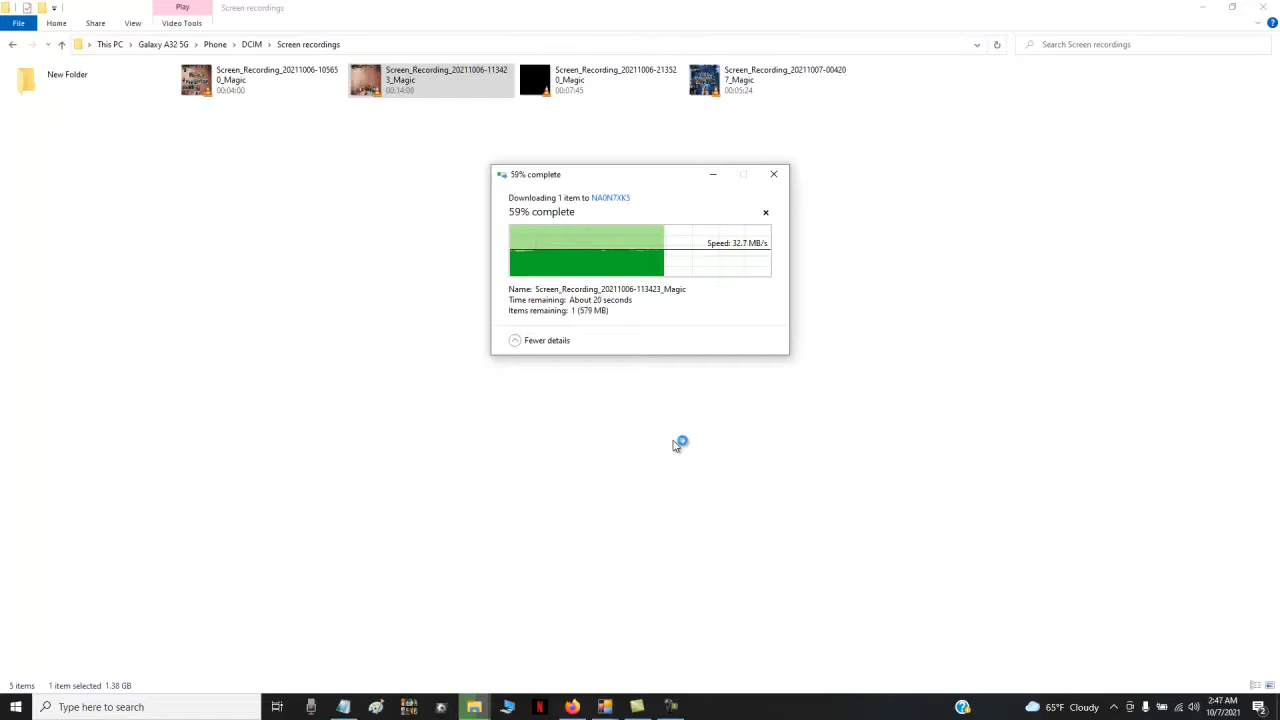 Play
Screen recordings
File
Home
Share
View
Video Tools
This PC
Galaxy A32 5G
Phone
DCIM
Screen recordings
Search Screen recordings
New Folder
Screen_Recording_20211006-10565
0_Magic
00:04:00
Screen_Recording_20211006-11342
3_Magic
00:14:00
Screen_Recording_20211006-21352
0_Magic
00:07:45
Screen_Recording_20211007-00420
7_Magic
00:05:24
59% complete
Downloading 1 item to NA0N7XK5
59% complete
Speed: 32.7 MB/s
Name: Screen_Recording_20211006-113423_Magic
Time remaining: About 20 seconds
Items remaining: 1 (579 MB)
Fewer details
5 items
1 item selected 1.38 GB
Type here to search
65°F Cloudy
2:47 AM
10/7/2021